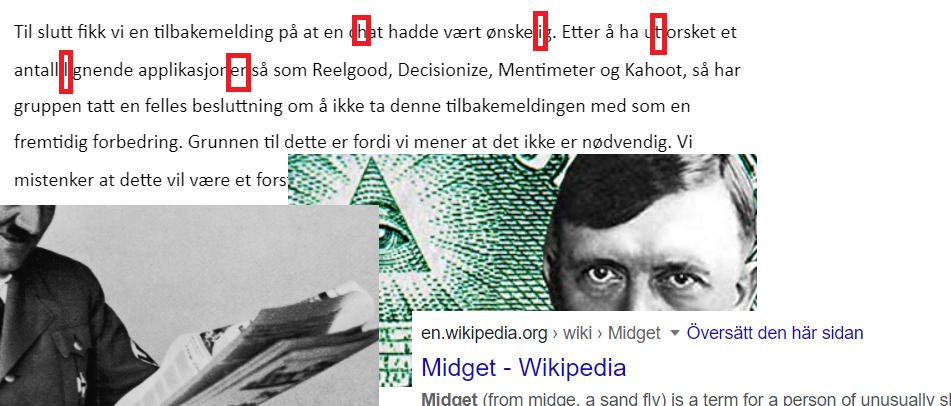 Til slutt fikk vi en tilbakemelding på at en chat hadde vært ønskelig. Etter å ha utforsket et
antall lignende applikasjoner så som Reelgood, Decisionize, Mentimeter og Kahoot, så har
gruppen tatt en felles besluttning om å ikke ta denne tilbakemeldingen med som en
fremtidig forbedring. Grunnen til dette er fordi vi mener at det ikke er nødvendig. Vi
mistenker at dette vil være et fors
en.wikipedia.org › wiki › Midget Översätt den här sidan
Midget - Wikipedia
Midget (from midge, a sand fly) is a term for a person of unusually s